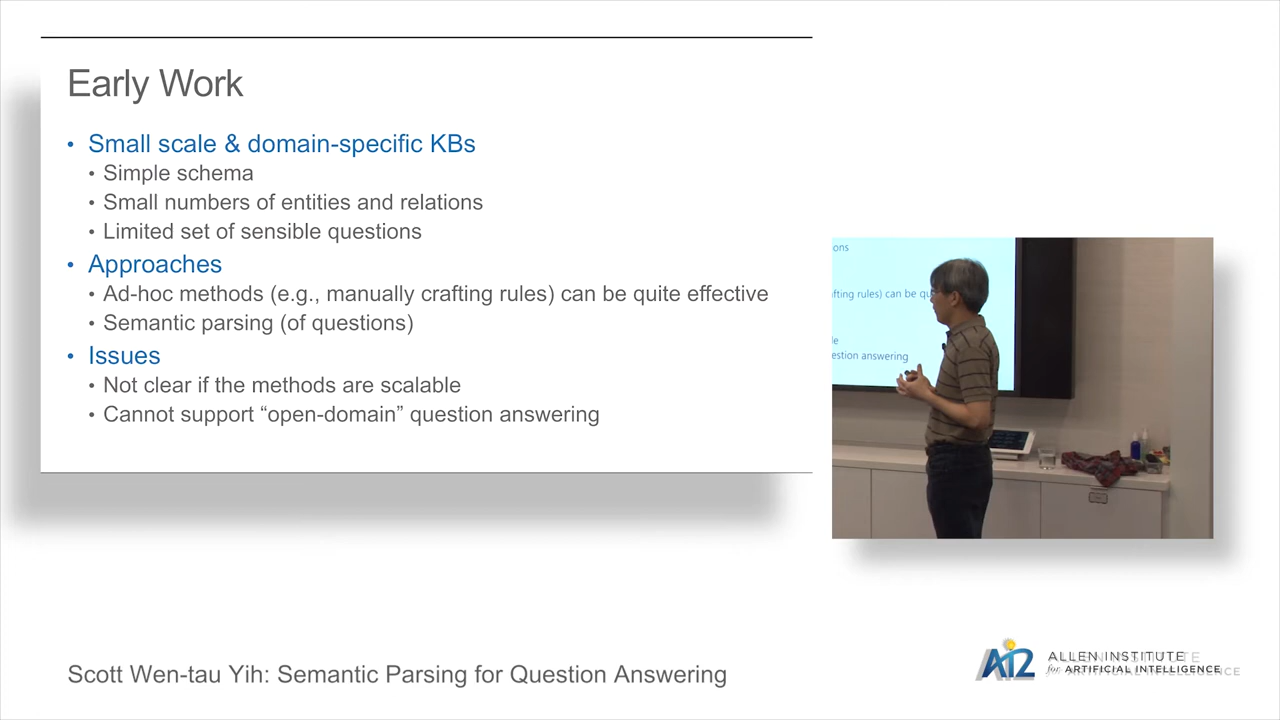 Early Work
• Small scale & domain-specific KBs
• Simple schema
• Small numbers of entities and relations
• Limited set of sensible questions
• Approaches
• Ad-hoc methods (e.g., manually crafting rules) can be quite effective
• Semantic parsing (of questions)
• Issues
• Not clear if the methods are scalable
• Cannot support “open-domain” question answering
ons
fting rules) can be qu
le
estion answering
Scott Wen-tau Yih: Semantic Parsing for Question Answering
AI2
ALLEN INSTITUTE
for ARTIFICIAL INTELLIGENCE